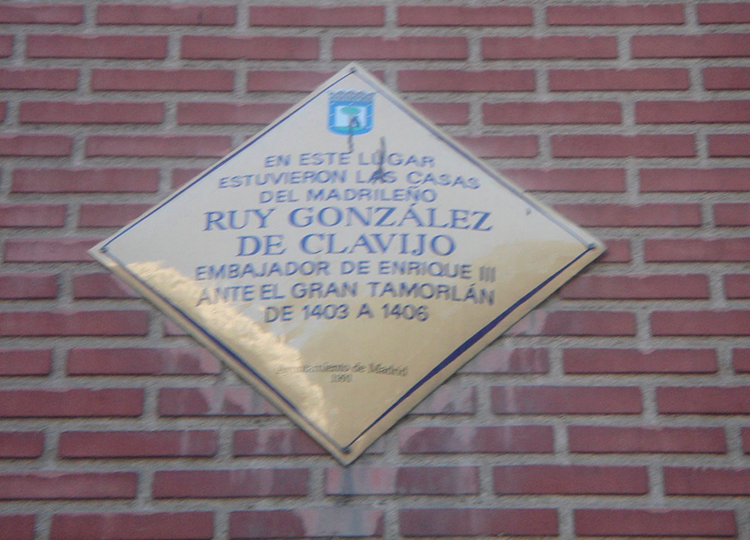 EN ESTE LUGAR
ESTUVIERON LAS CASAS
DEL MADRILEÑO
RUY GONZÁLEZ
DE CLAVIJO
EMBAJADOR DE ENRIQUE III
ANTE EL GRAN TAMORLÁN
DE 1403 A 1406
Ayuntamiento de Madrid